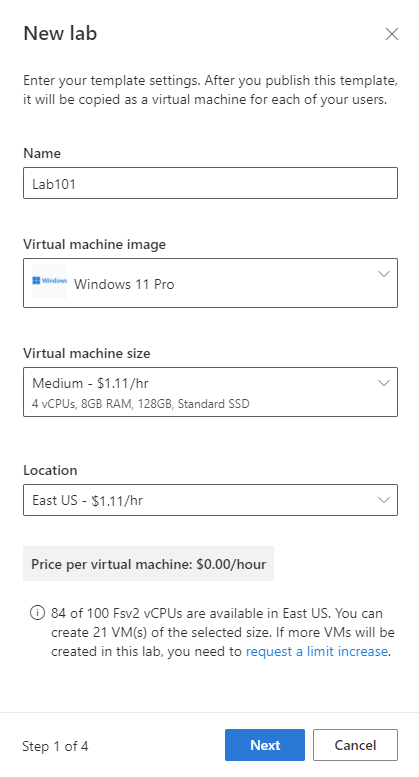 New lab
Enter your template settings. After you publish this template,
it will be copied as a virtual machine for each of your users.
Name
Lab101
Virtual machine image
Windows
Windows 11 Pro
Virtual machine size
Medium - $1.11/hr
4 vCPUs, 8GB RAM, 128GB, Standard SSD
Location
East US - $1.11/hr
Price per virtual machine: $0.00/hour
84 of 100 Fsv2 vCPUs are available in East US. You can
create 21 VM(s) of the selected size. If more VMs will be
created in this lab, you need to request a limit increase.
Step 1 of 4
Next
Cancel